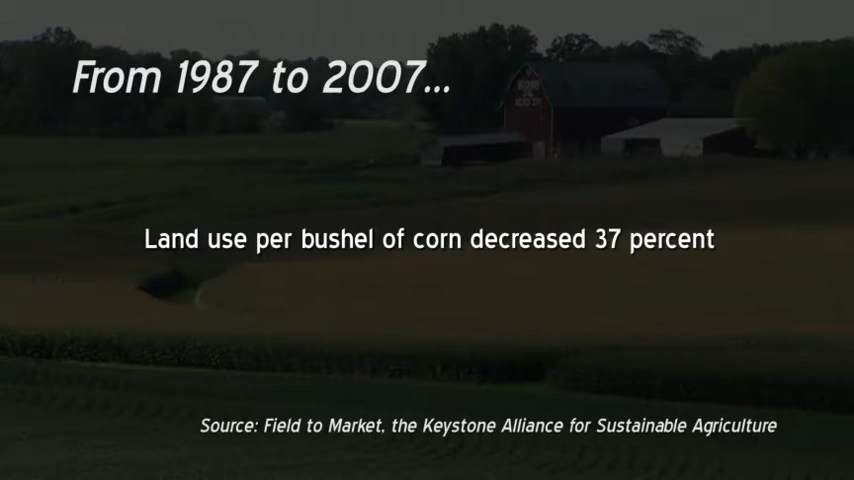 From 1987 to 2007...
Land use per bushel of corn decreased 37 percent
Source: Field to Market, the Keystone Alliance for Sustainable Agriculture